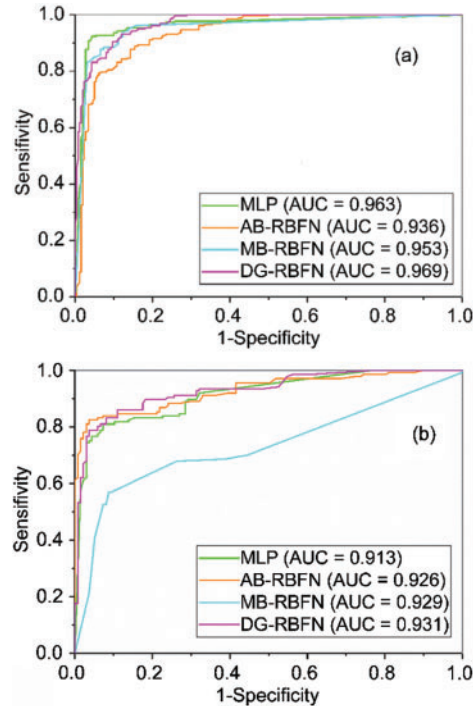 1.0
(a)
0.8
0.6
Sensifivity
0.4
MLP (AUC = 0.963)
AB-RBFN (AUC = 0.936)
0.2
MB-RBFN (AUC = 0.953)
DG-RBFN (AUC = 0.969)
0.0
0.0 0.2 0.4 0.6 0.8 1.0
1-Specificity
1.0
(b)
0.8
0.6
Sensifivity
0.4
MLP (AUC = 0.913)
AB-RBFN (AUC = 0.926)
0.2
MB-RBFN (AUC = 0.929)
DG-RBFN (AUC = 0.931)
0.0
0.0 0.2 0.4 0.6 0.8 1.0
1-Specificity